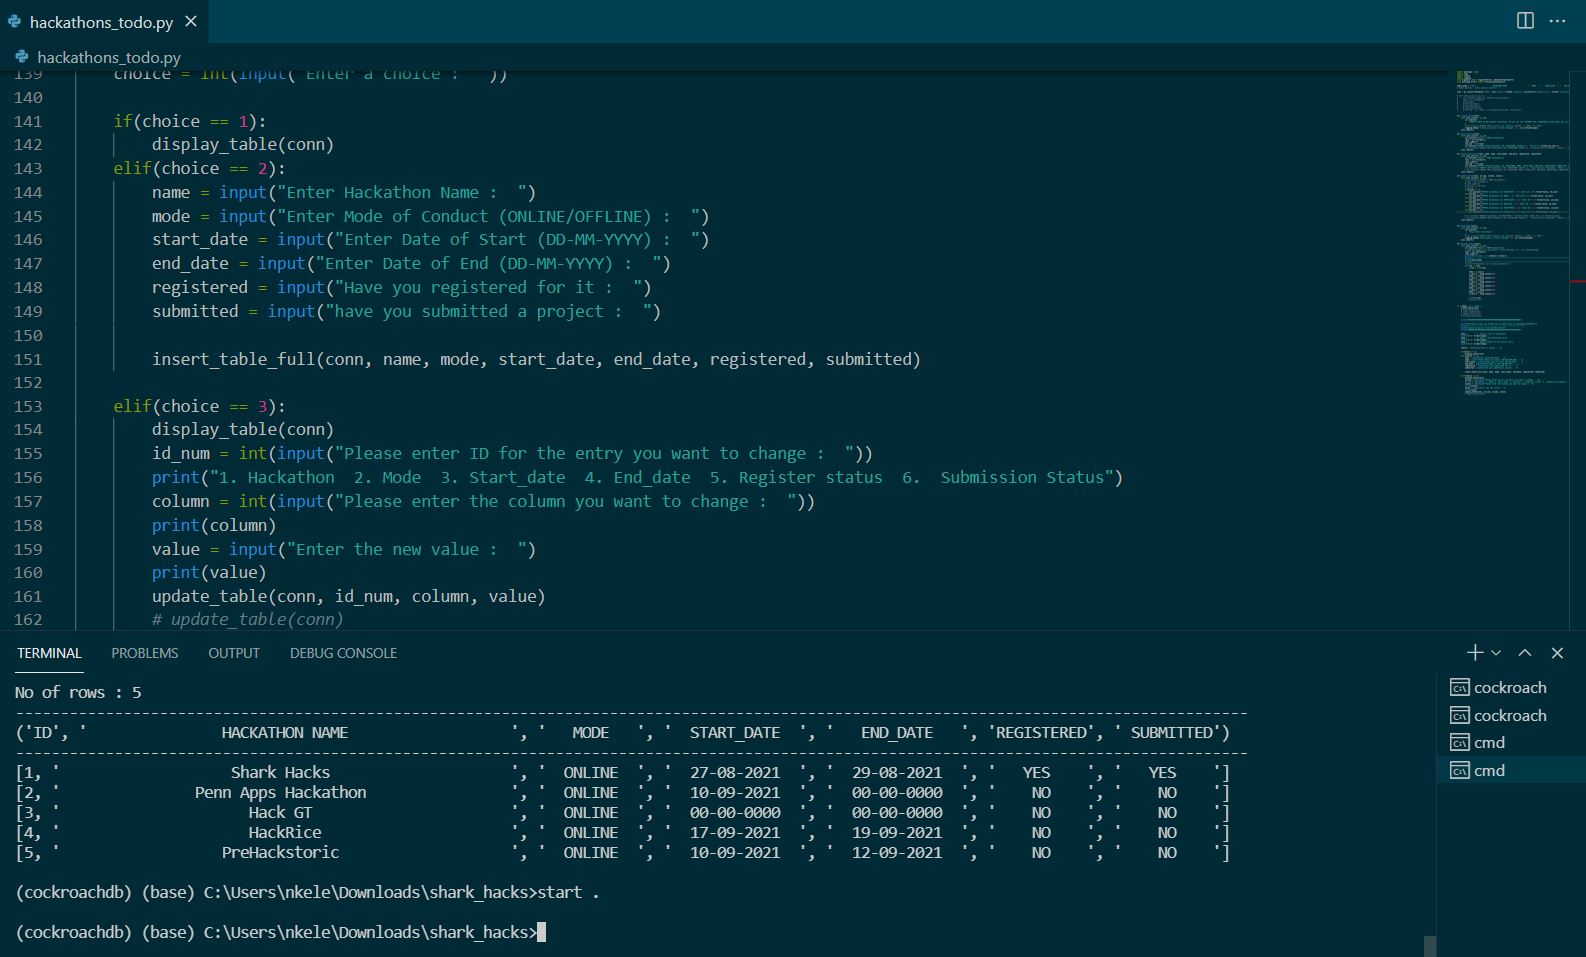 hackathons_todo.py
hackathons_todo.py
139 choice = int(input("Enter a choice :  "))
140
141 if(choice == 1):
142 display_table(conn)
143 elif(choice == 2):
144 name = input("Enter Hackathon Name :  ")
145 mode = input("Enter Mode of Conduct (ONLINE/OFFLINE) :  ")
146 start_date = input("Enter Date of Start (DD-MM-YYYY) :  ")
147 end_date = input("Enter Date of End (DD-MM-YYYY) :  ")
148 registered = input("Have you registered for it :  ")
149 submitted = input("have you submitted a project :  ")
150
151 insert_table_full(conn, name, mode, start_date, end_date, registered, submitted)
152
153 elif(choice == 3):
154 display_table(conn)
155 id_num = int(input("Please enter ID for the entry you want to change :  "))
156 print("1. Hackathon  2. Mode  3. Start_date  4. End_date  5. Register status  6.  Submission Status")
157 column = int(input("Please enter the column you want to change :  "))
158 print(column)
159 value = input("Enter the new value :  ")
160 print(value)
161 update_table(conn, id_num, column, value)
162 # update_table(conn)
TERMINAL PROBLEMS OUTPUT DEBUG CONSOLE
No of rows : 5
('ID', ' HACKATHON NAME ', ' MODE ', ' START_DATE ', ' END_DATE ', 'REGISTERED', ' SUBMITTED')
[1, ' Shark Hacks ', ' ONLINE ', ' 27-08-2021 ', ' 29-08-2021 ', ' YES ', ' YES ']
[2, ' Penn Apps Hackathon ', ' ONLINE ', ' 10-09-2021 ', ' 00-00-0000 ', ' NO ', ' NO ']
[3, ' Hack GT ', ' ONLINE ', ' 00-00-0000 ', ' 00-00-0000 ', ' NO ', ' NO ']
[4, ' HackRice ', ' ONLINE ', ' 17-09-2021 ', ' 19-09-2021 ', ' NO ', ' NO ']
[5, ' PreHackstoric ', ' ONLINE ', ' 10-09-2021 ', ' 12-09-2021 ', ' NO ', ' NO ']
(cockroachdb) (base) C:\Users\nkele\Downloads\shark_hacks>start .
(cockroachdb) (base) C:\Users\nkele\Downloads\shark_hacks>
cockroach
cockroach
cmd
cmd